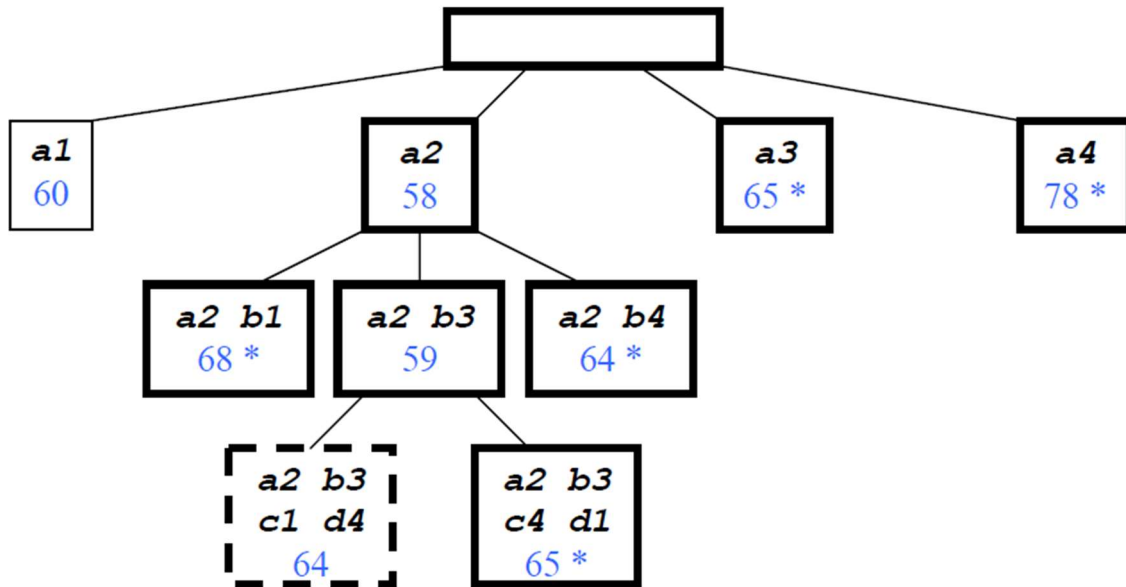 a1
60
a2
58
a3
65 *
a4
78 *
a2 b1
68 *
a2 b3
59
a2 b4
64 *
a2 b3
c1 d4
64
a2 b3
c4 d1
65 *